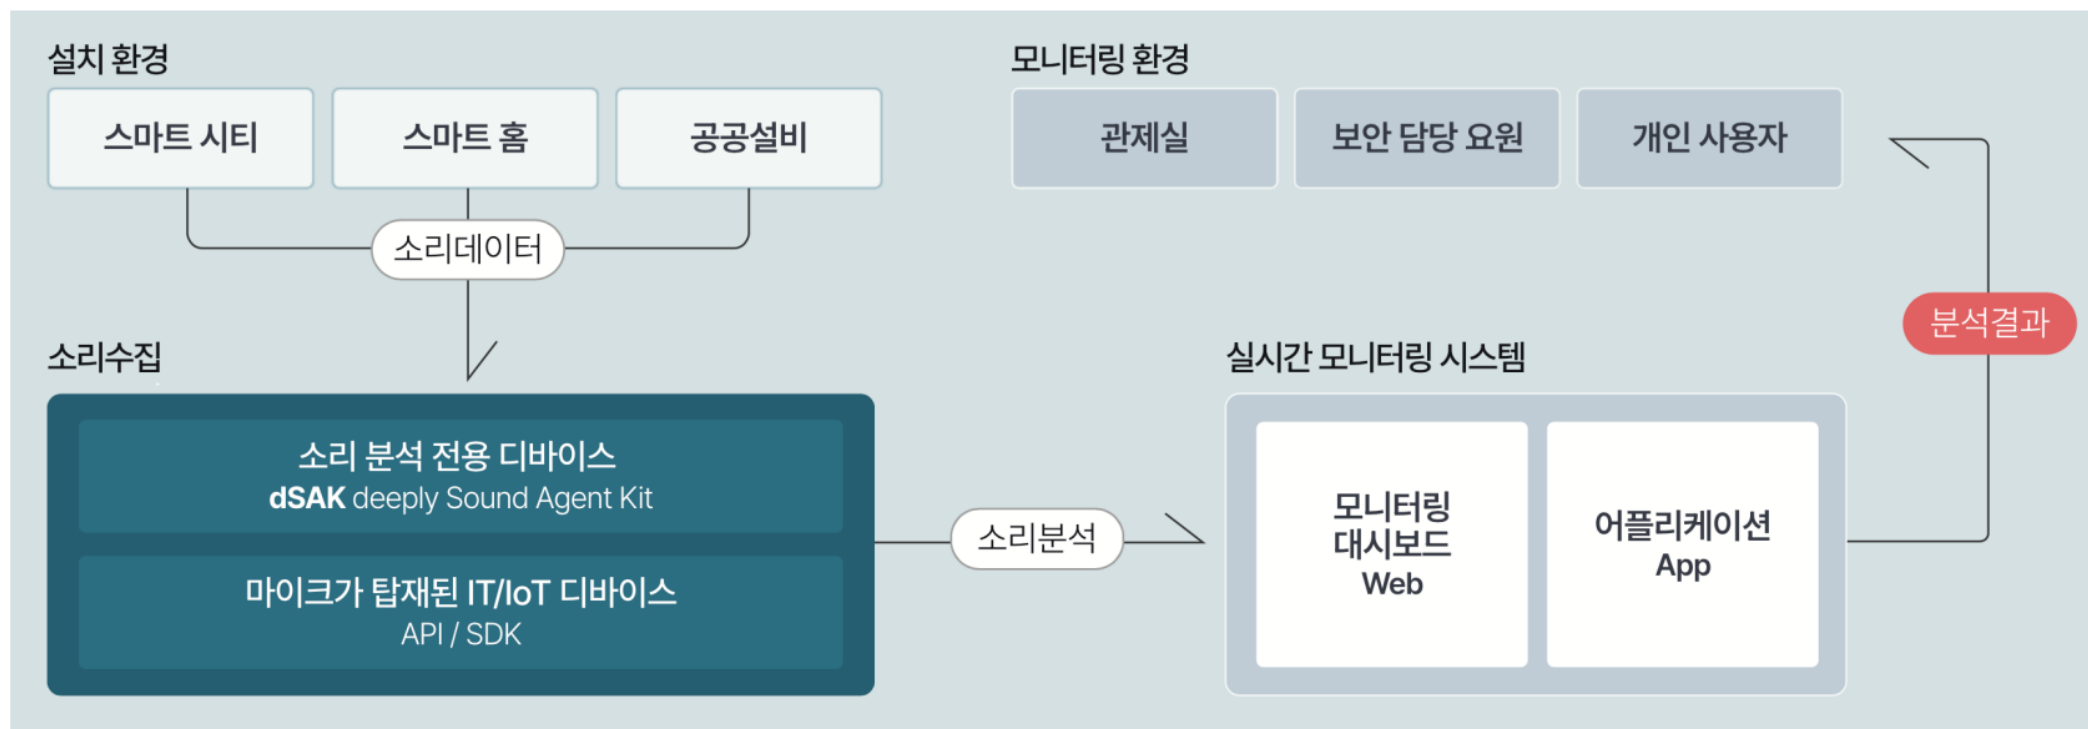 설치 환경
스마트 시티
스마트 홈
공공설비
소리데이터
소리수집
소리 분석 전용 디바이스
dSAK deeply Sound Agent Kit
마이크가 탑재된 IT/IoT 디바이스
API / SDK
소리분석
모니터링 환경
관제실
보안 담당 요원
개인 사용자
분석결과
실시간 모니터링 시스템
모니터링
대시보드
Web
어플리케이션
App